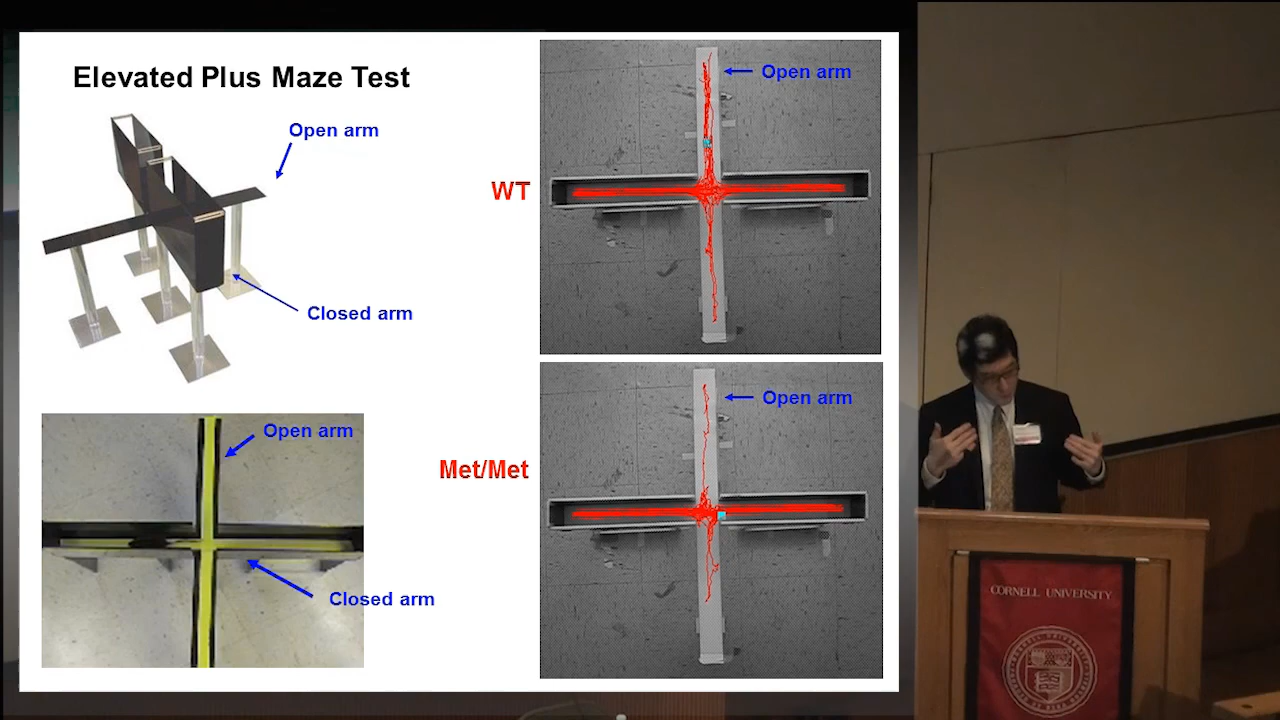 Elevated Plus Maze Test
Open arm
Closed arm
Open arm
Closed arm
WT
Open arm
Met/Met
Open arm
CORNELL UNIVERSITY